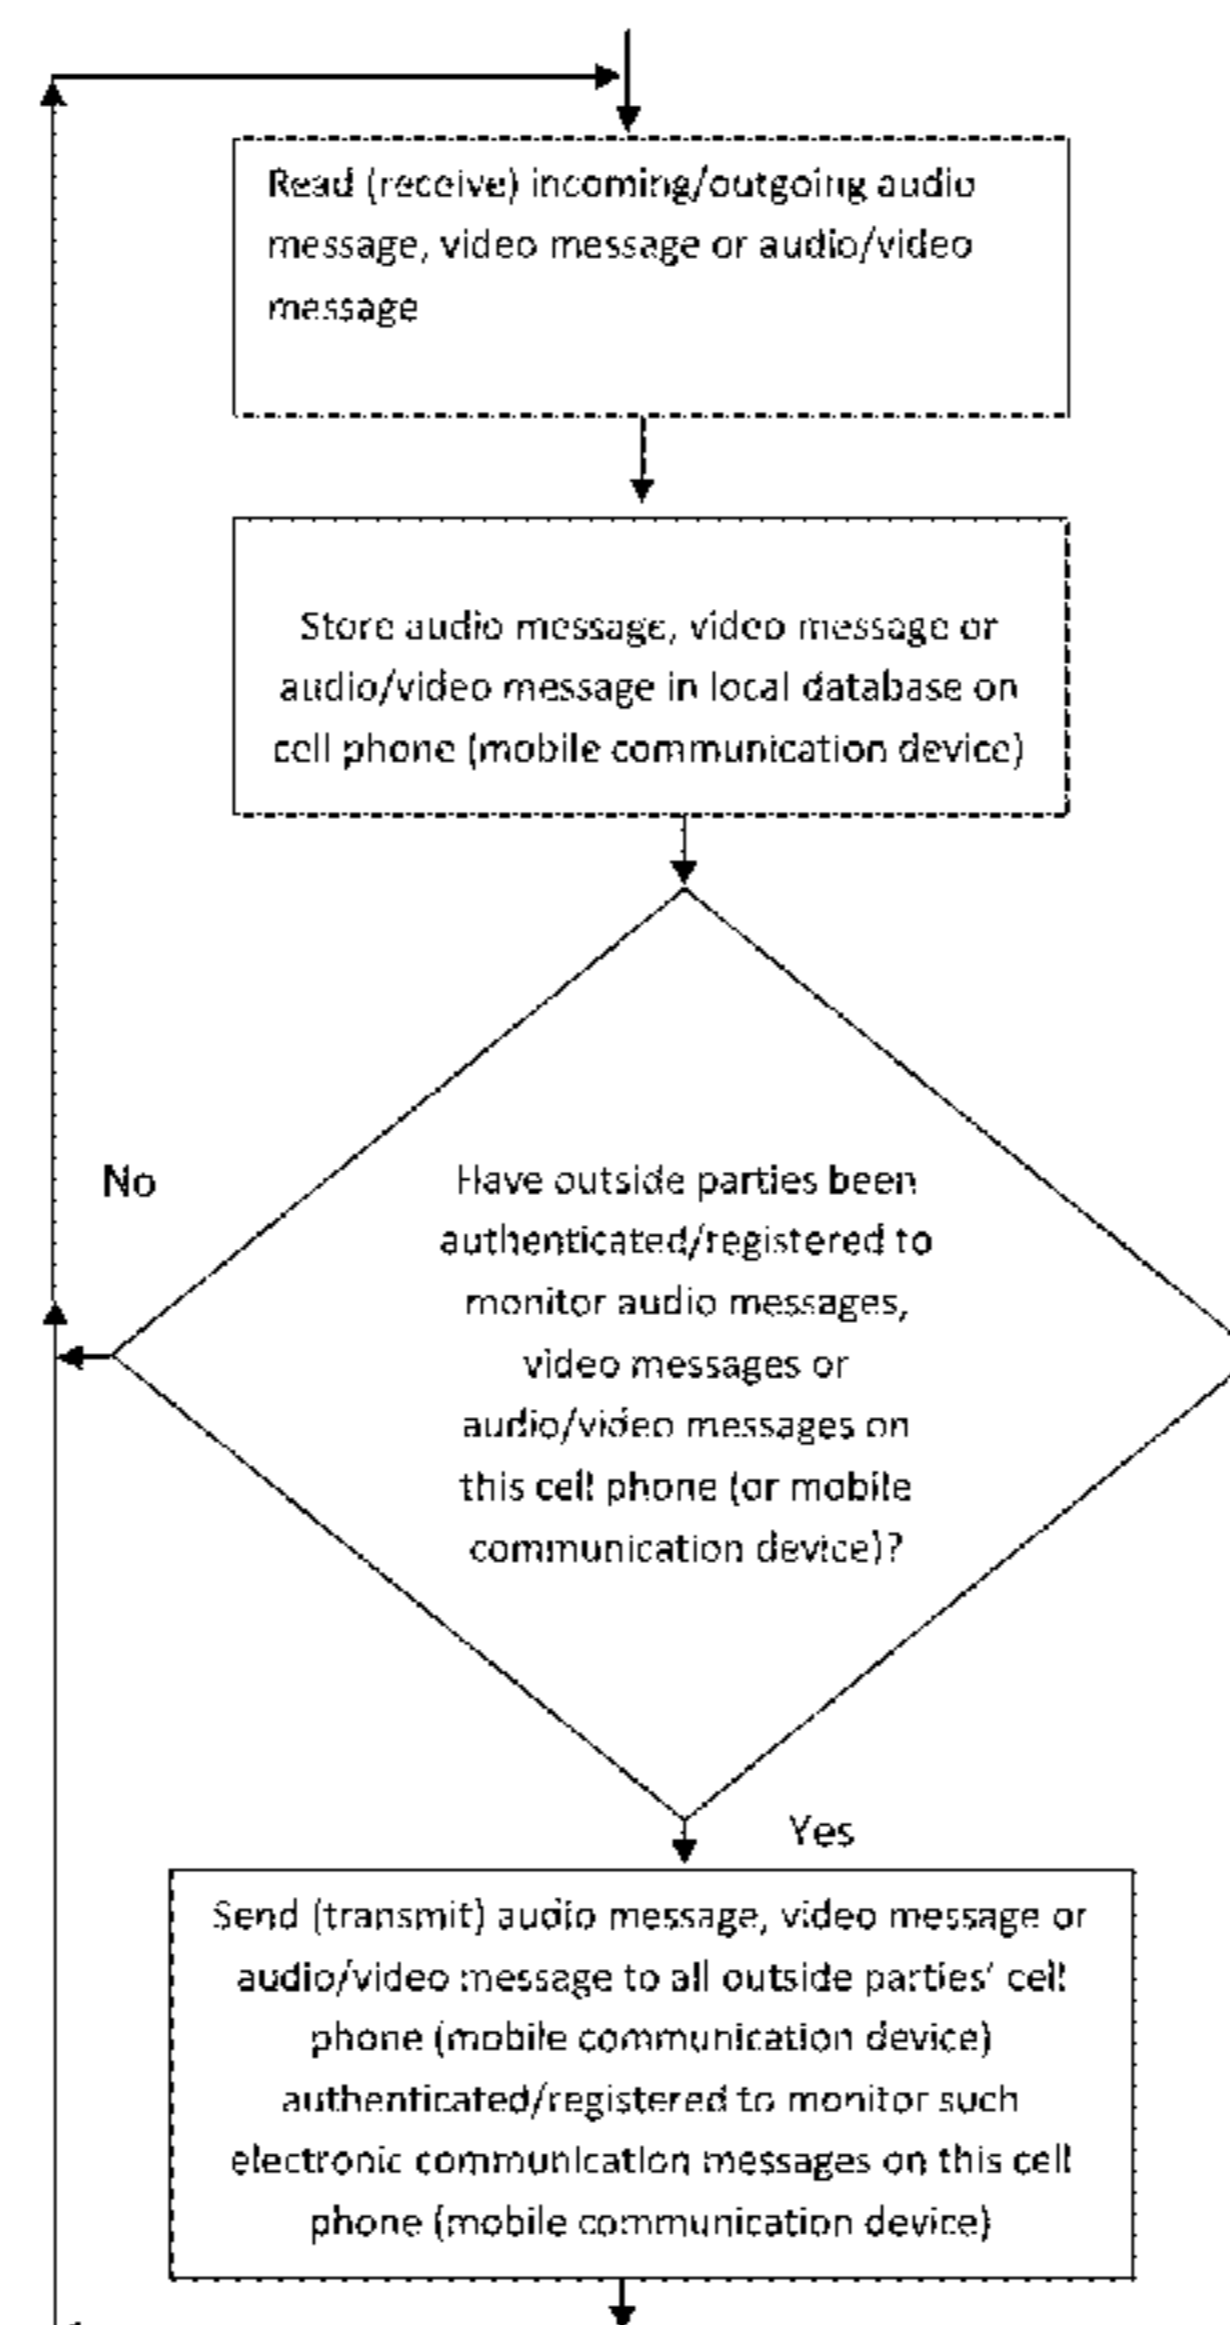 Read (receive) incoming/outgoing audio
message, video message or audio/video
message
Store audio message, video message or
audio/video message in local database on
cell phone (mobile communication device)
No
Have outside parties been
authenticated/registered to
monitor audio messages,
video messages or
audio/video messages on
this cell phone (or mobile
communication device)?
Yes
Send (transmit) audio message, video message or
audio/video message to all outside parties' cell
phone (mobile communication device)
authenticated/registered to monitor such
electronic communication messages on this cell
phone (mobile communication device)